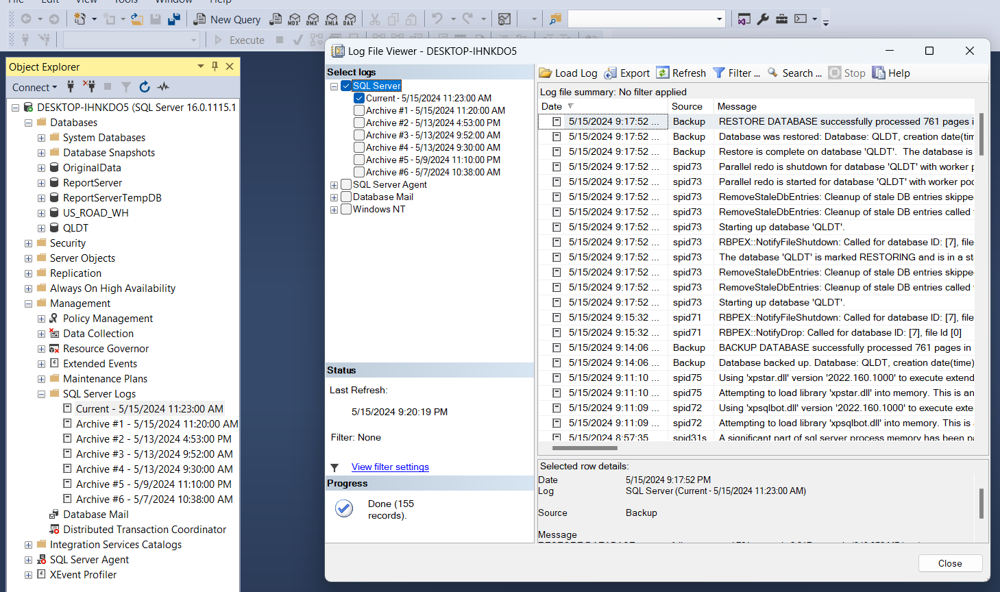 File Edit View Tools Window Help
New Query MDX DMX XMLA DAX
Execute
Object Explorer
Connect
DESKTOP-IHNKDO5 (SQL Server 16.0.1115.1
Databases
System Databases
Database Snapshots
OriginalData
ReportServer
ReportServerTempDB
US_ROAD_WH
QLDT
Security
Server Objects
Replication
Always On High Availability
Management
Policy Management
Data Collection
Resource Governor
Extended Events
Maintenance Plans
SQL Server Logs
Current - 5/15/2024 11:23:00 AM
Archive #1 - 5/15/2024 11:20:00 AM
Archive #2 - 5/13/2024 4:53:00 PM
Archive #3 - 5/13/2024 9:52:00 AM
Archive #4 - 5/13/2024 9:30:00 AM
Archive #5 - 5/9/2024 11:10:00 PM
Archive #6 - 5/7/2024 10:38:00 AM
Database Mail
Distributed Transaction Coordinator
Integration Services Catalogs
SQL Server Agent
XEvent Profiler
Log File Viewer - DESKTOP-IHNKDO5
Select logs
SQL Server
Current - 5/15/2024 11:23:00 AM
Archive #1 - 5/15/2024 11:20:00 AM
Archive #2 - 5/13/2024 4:53:00 PM
Archive #3 - 5/13/2024 9:52:00 AM
Archive #4 - 5/13/2024 9:30:00 AM
Archive #5 - 5/9/2024 11:10:00 PM
Archive #6 - 5/7/2024 10:38:00 AM
SQL Server Agent
Database Mail
Windows NT
Status
Last Refresh:
5/15/2024 9:20:19 PM
Filter: None
View filter settings
Progress
Done (155
records).
Load Log Export Refresh Filter ... Search ... Stop Help
Log file summary: No filter applied
Date Source Message
5/15/2024 9:17:52 ... Backup RESTORE DATABASE successfully processed 761 pages i
5/15/2024 9:17:52 ... Backup Database was restored: Database: QLDT, creation date(tim
5/15/2024 9:17:52 ... Backup Restore is complete on database 'QLDT'. The database is
5/15/2024 9:17:52 ... spid73 Parallel redo is shutdown for database 'QLDT' with worker p
5/15/2024 9:17:52 ... spid73 Parallel redo is started for database 'QLDT' with worker poo
5/15/2024 9:17:52 ... spid73 RemoveStaleDbEntries: Cleanup of stale DB entries skippe
5/15/2024 9:17:52 ... spid73 RemoveStaleDbEntries: Cleanup of stale DB entries called
5/15/2024 9:17:52 ... spid73 Starting up database 'QLDT'.
5/15/2024 9:17:52 ... spid73 RBPEX::NotifyFileShutdown: Called for database ID: [7], file
5/15/2024 9:17:52 ... spid73 The database 'QLDT' is marked RESTORING and is in a st
5/15/2024 9:17:52 ... spid73 RemoveStaleDbEntries: Cleanup of stale DB entries skippe
5/15/2024 9:17:52 ... spid73 RemoveStaleDbEntries: Cleanup of stale DB entries called
5/15/2024 9:17:52 ... spid73 Starting up database 'QLDT'.
5/15/2024 9:15:32 ... spid71 RBPEX::NotifyFileShutdown: Called for database ID: [7], file
5/15/2024 9:15:32 ... spid71 RBPEX::NotifyDrop: Called for database ID: [7], file Id [0]
5/15/2024 9:14:06 ... Backup BACKUP DATABASE successfully processed 761 pages in
5/15/2024 9:14:06 ... Backup Database backed up. Database: QLDT, creation date(time)
5/15/2024 9:11:10 ... spid75 Using 'xpstar.dll' version '2022.160.1000' to execute extend
5/15/2024 9:11:10 ... spid75 Attempting to load library 'xpstar.dll' into memory. This is an
5/15/2024 9:11:09 ... spid72 Using 'xpsqlbot.dll' version '2022.160.1000' to execute exte
5/15/2024 9:11:09 ... spid72 Attempting to load library 'xpsqlbot.dll' into memory. This is
5/15/2024 8:57:35 spid31s A significant part of sql server process memory has been p
Selected row details:
Date 5/15/2024 9:17:52 PM
Log SQL Server (Current - 5/15/2024 11:23:00 AM)
Source Backup
Message
Close